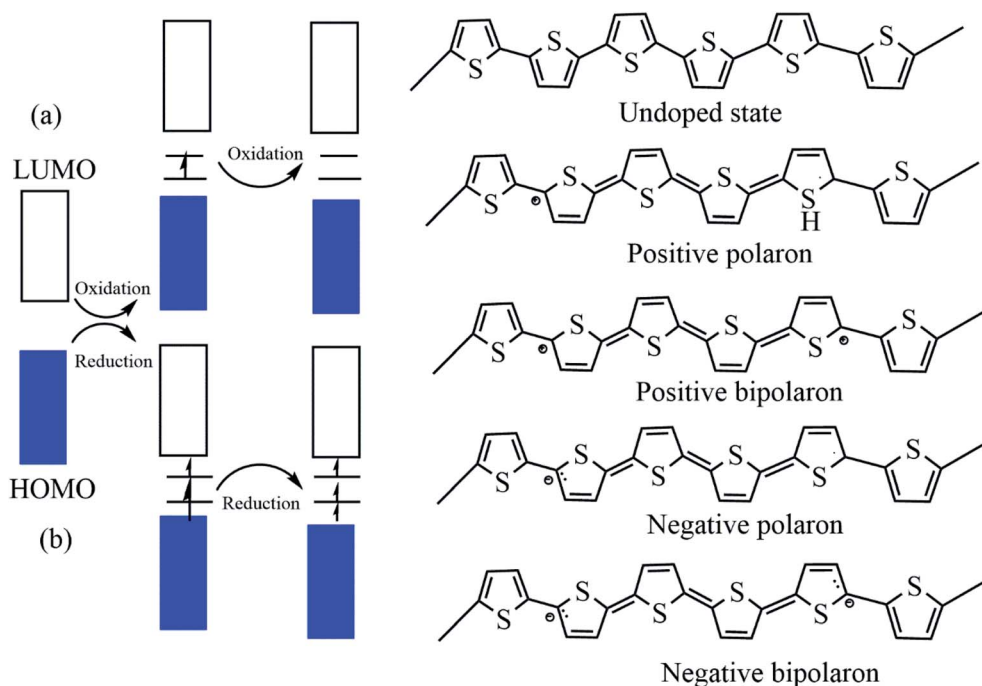 (a)
LUMO
Oxidation
Oxidation
Reduction
HOMO
(b)
Reduction
S S S S S S
Undoped state
S S S S S S
H
Positive polaron
S S S S S S
Positive bipolaron
S S S S S S
Negative polaron
S S S S S S
Negative bipolaron